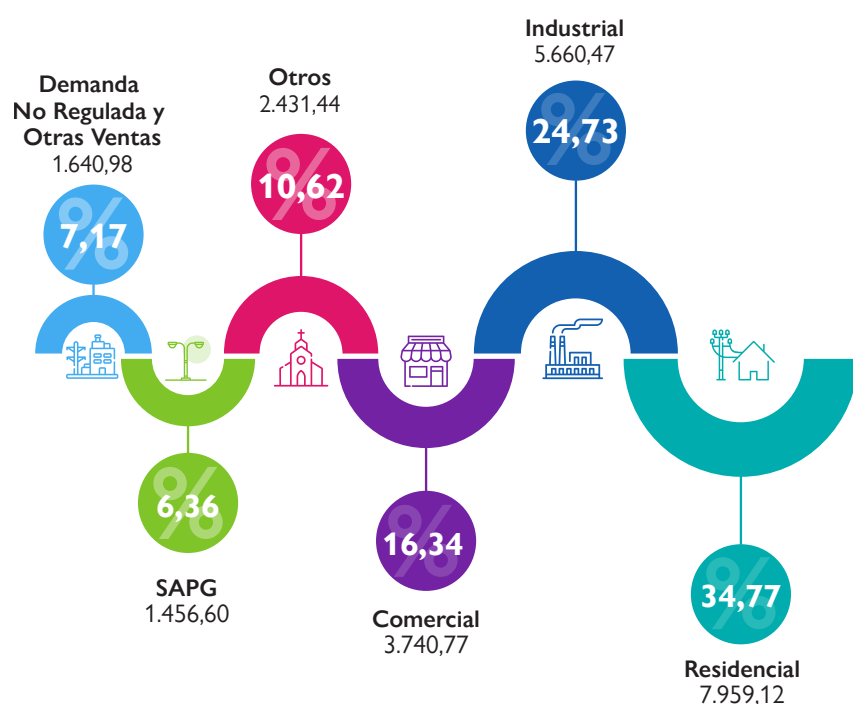 Demanda
No Regulada y
Otras Ventas
1.640,98
% 7,17
% 6,36
SAPG
1.456,60
Otros
2.431,44
% 10,62
% 16,34
Comercial
3.740,77
Industrial
5.660,47
% 24,73
% 34,77
Residencial
7.959,12